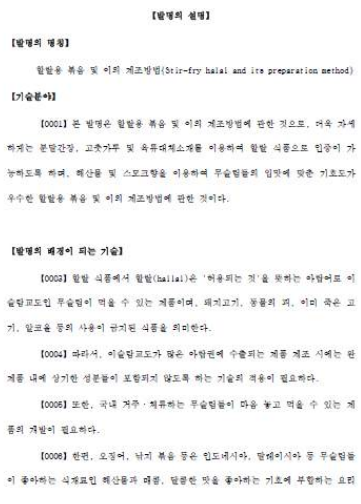 【발명의 설명】
【발명의 명칭】
할랄용 볶음 및 이의 제조방법{Stir-fry halal and its preparation method}
【기술분야】
【0001】본 발명은 할랄용 볶음 및 이의 제조방법에 관한 것으로, 더욱 자세
하게는 분말간장, 고춧가루 및 육류대체소재를 이용하여 할랄 식품으로 인증이 가
능하도록 하며, 해산물 및 스모크향을 이용하여 무슬림들의 입맛에 맞춘 기호도가
우수한 할랄용 볶음 및 이의 제조방법에 관한 것이다.
【발명의 배경이 되는 기술】
【0003】할랄 식품에서 할랄(hallal)은 '허용되는 것'을 뜻하는 아랍어로 이
슬람교도인 무슬림이 먹을 수 있는 제품이며, 돼지고기, 동물의 피, 이미 죽은 고
기, 알코올 등의 사용이 금지된 식품을 의미한다.
【0004】따라서, 이슬람교도가 많은 아랍권에 수출되는 제품 제조 시에는 완
제품 내에 상기한 성분들이 포함되지 않도록 하는 기술의 적용이 필요하다.
【0005】또한, 국내 거주·체류하는 무슬림들이 마음 놓고 먹을 수 있는 제
품의 개발이 필요하다.
【0006】한편, 오징어, 낙지 볶음 등은 인도네시아, 말레이시아 등 무슬림들
이 좋아하는 식재료인 해산물과 매콤, 달콤한 맛을 좋아하는 기호에 부합하는 요리